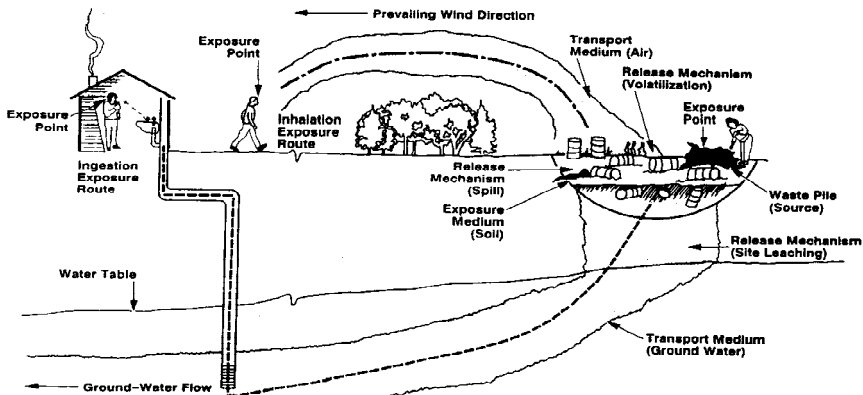 Prevailing Wind Direction
Exposure
Point
Transport
Medium (Air)
Release Mechanism
(Volatilization)
Exposure
Point
Exposure
Point
Inhalation
Exposure
Route
Ingestion
Exposure
Route
Release
Mechanism
(Spill)
Exposure
Medium
(Soil)
Waste Pile
(Source)
Release Mechanism
(Site Leaching)
Water Table
Transport Medium
(Ground Water)
Ground-Water Flow